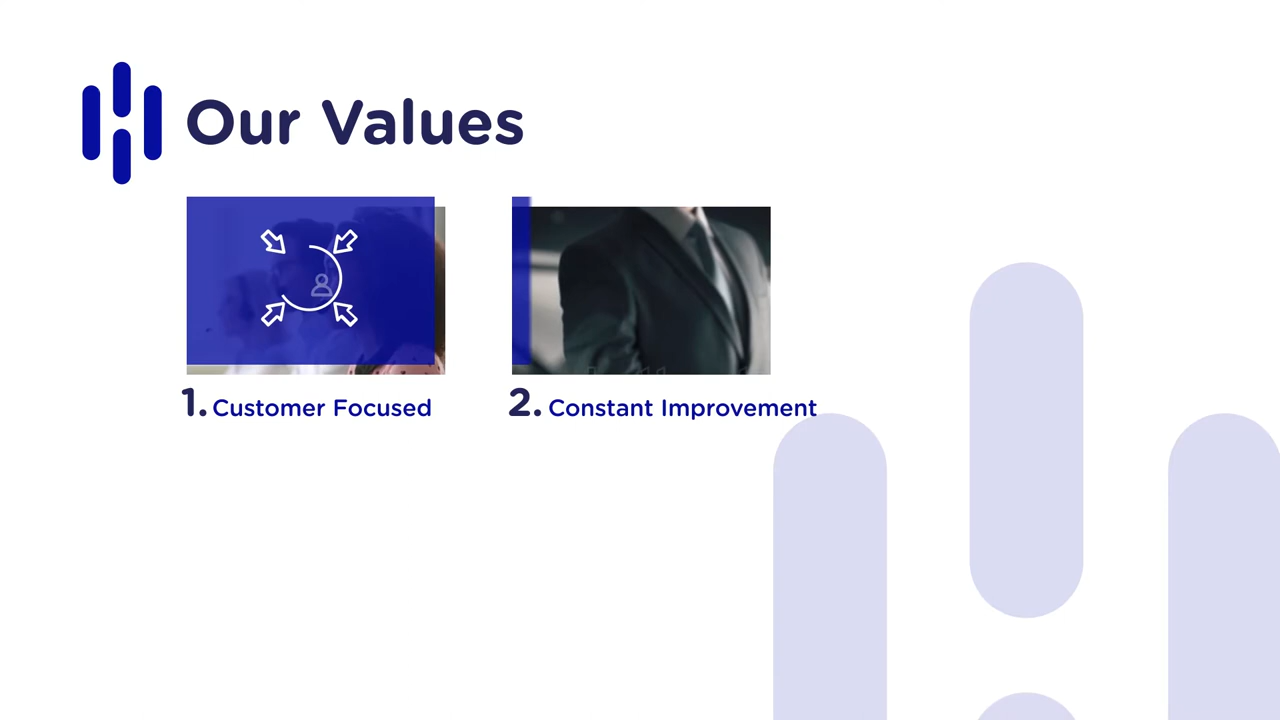 Our Values
1. Customer Focused
2. Constant Improvement